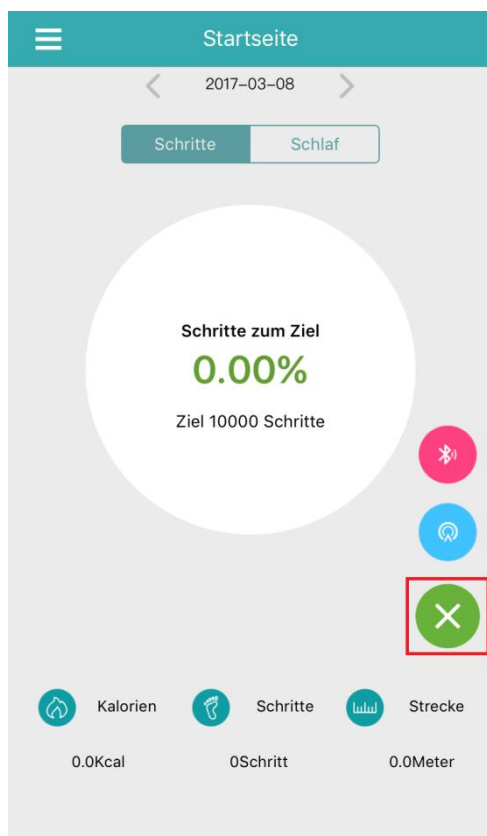 Startseite
2017-03-08
Schritte Schlaf
Schritte zum Ziel
0.00%
Ziel 10000 Schritte
Kalorien Schritte Strecke
0.0Kcal 0Schritt 0.0Meter